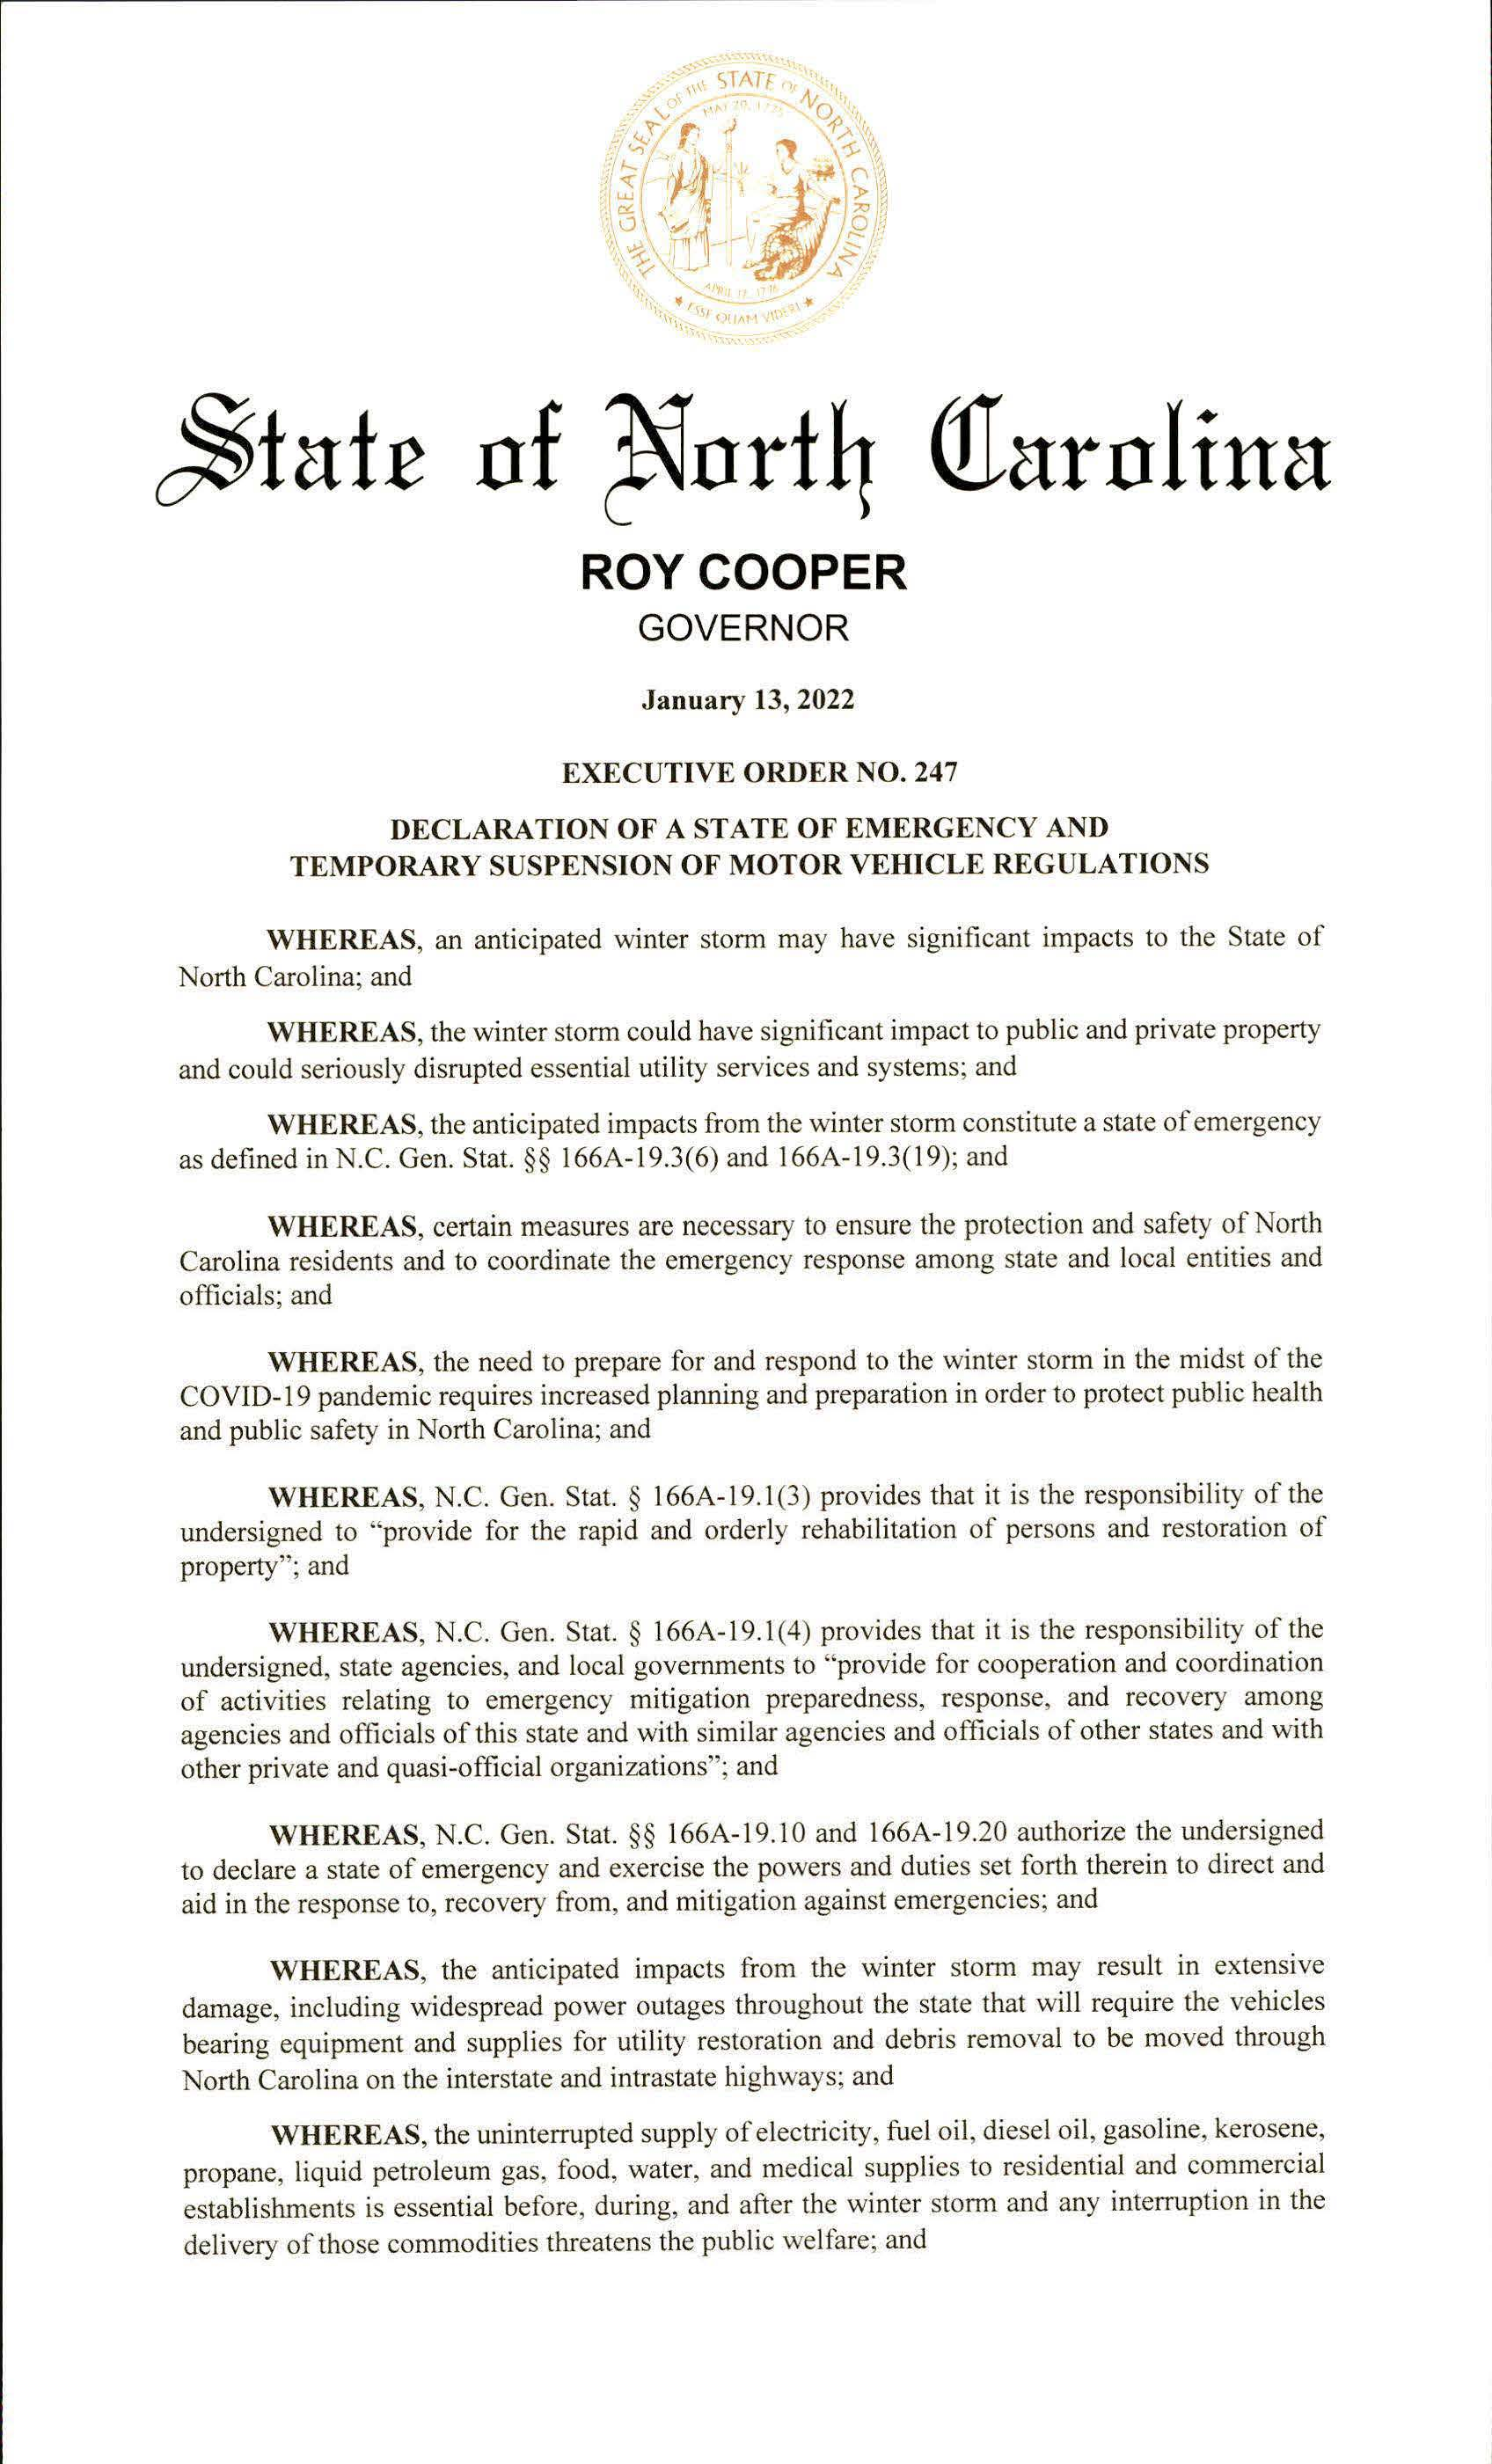 THE GREAT SEAL OF THE STATE OF NORTH CAROLINA
MAY 20, 1775
APRIL 12, 1776
★ ESSE QUAM VIDERI ★
State of North Carolina
ROY COOPER
GOVERNOR
January 13, 2022
EXECUTIVE ORDER NO. 247
DECLARATION OF A STATE OF EMERGENCY AND
TEMPORARY SUSPENSION OF MOTOR VEHICLE REGULATIONS
WHEREAS, an anticipated winter storm may have significant impacts to the State of
North Carolina; and
WHEREAS, the winter storm could have significant impact to public and private property
and could seriously disrupted essential utility services and systems; and
WHEREAS, the anticipated impacts from the winter storm constitute a state of emergency
as defined in N.C. Gen. Stat. §§ 166A-19.3(6) and 166A-19.3(19); and
WHEREAS, certain measures are necessary to ensure the protection and safety of North
Carolina residents and to coordinate the emergency response among state and local entities and
officials; and
WHEREAS, the need to prepare for and respond to the winter storm in the midst of the
COVID-19 pandemic requires increased planning and preparation in order to protect public health
and public safety in North Carolina; and
WHEREAS, N.C. Gen. Stat. § 166A-19.1(3) provides that it is the responsibility of the
undersigned to “provide for the rapid and orderly rehabilitation of persons and restoration of
property”; and
WHEREAS, N.C. Gen. Stat. § 166A-19.1(4) provides that it is the responsibility of the
undersigned, state agencies, and local governments to “provide for cooperation and coordination
of activities relating to emergency mitigation preparedness, response, and recovery among
agencies and officials of this state and with similar agencies and officials of other states and with
other private and quasi-official organizations”; and
WHEREAS, N.C. Gen. Stat. §§ 166A-19.10 and 166A-19.20 authorize the undersigned
to declare a state of emergency and exercise the powers and duties set forth therein to direct and
aid in the response to, recovery from, and mitigation against emergencies; and
WHEREAS, the anticipated impacts from the winter storm may result in extensive
damage, including widespread power outages throughout the state that will require the vehicles
bearing equipment and supplies for utility restoration and debris removal to be moved through
North Carolina on the interstate and intrastate highways; and
WHEREAS, the uninterrupted supply of electricity, fuel oil, diesel oil, gasoline, kerosene,
propane, liquid petroleum gas, food, water, and medical supplies to residential and commercial
establishments is essential before, during, and after the winter storm and any interruption in the
delivery of those commodities threatens the public welfare; and